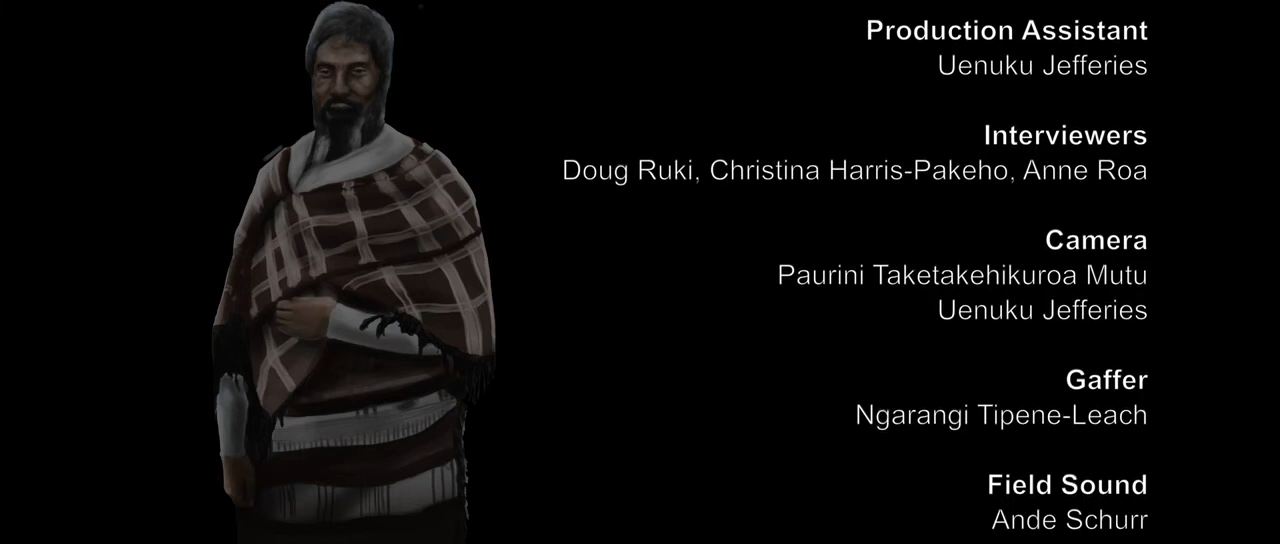 Production Assistant
Uenuku Jefferies
Interviewers
Doug Ruki, Christina Harris-Pakeho, Anne Roa
Camera
Paurini Taketakehikuroa Mutu
Uenuku Jefferies
Gaffer
Ngarangi Tipene-Leach
Field Sound
Ande Schurr